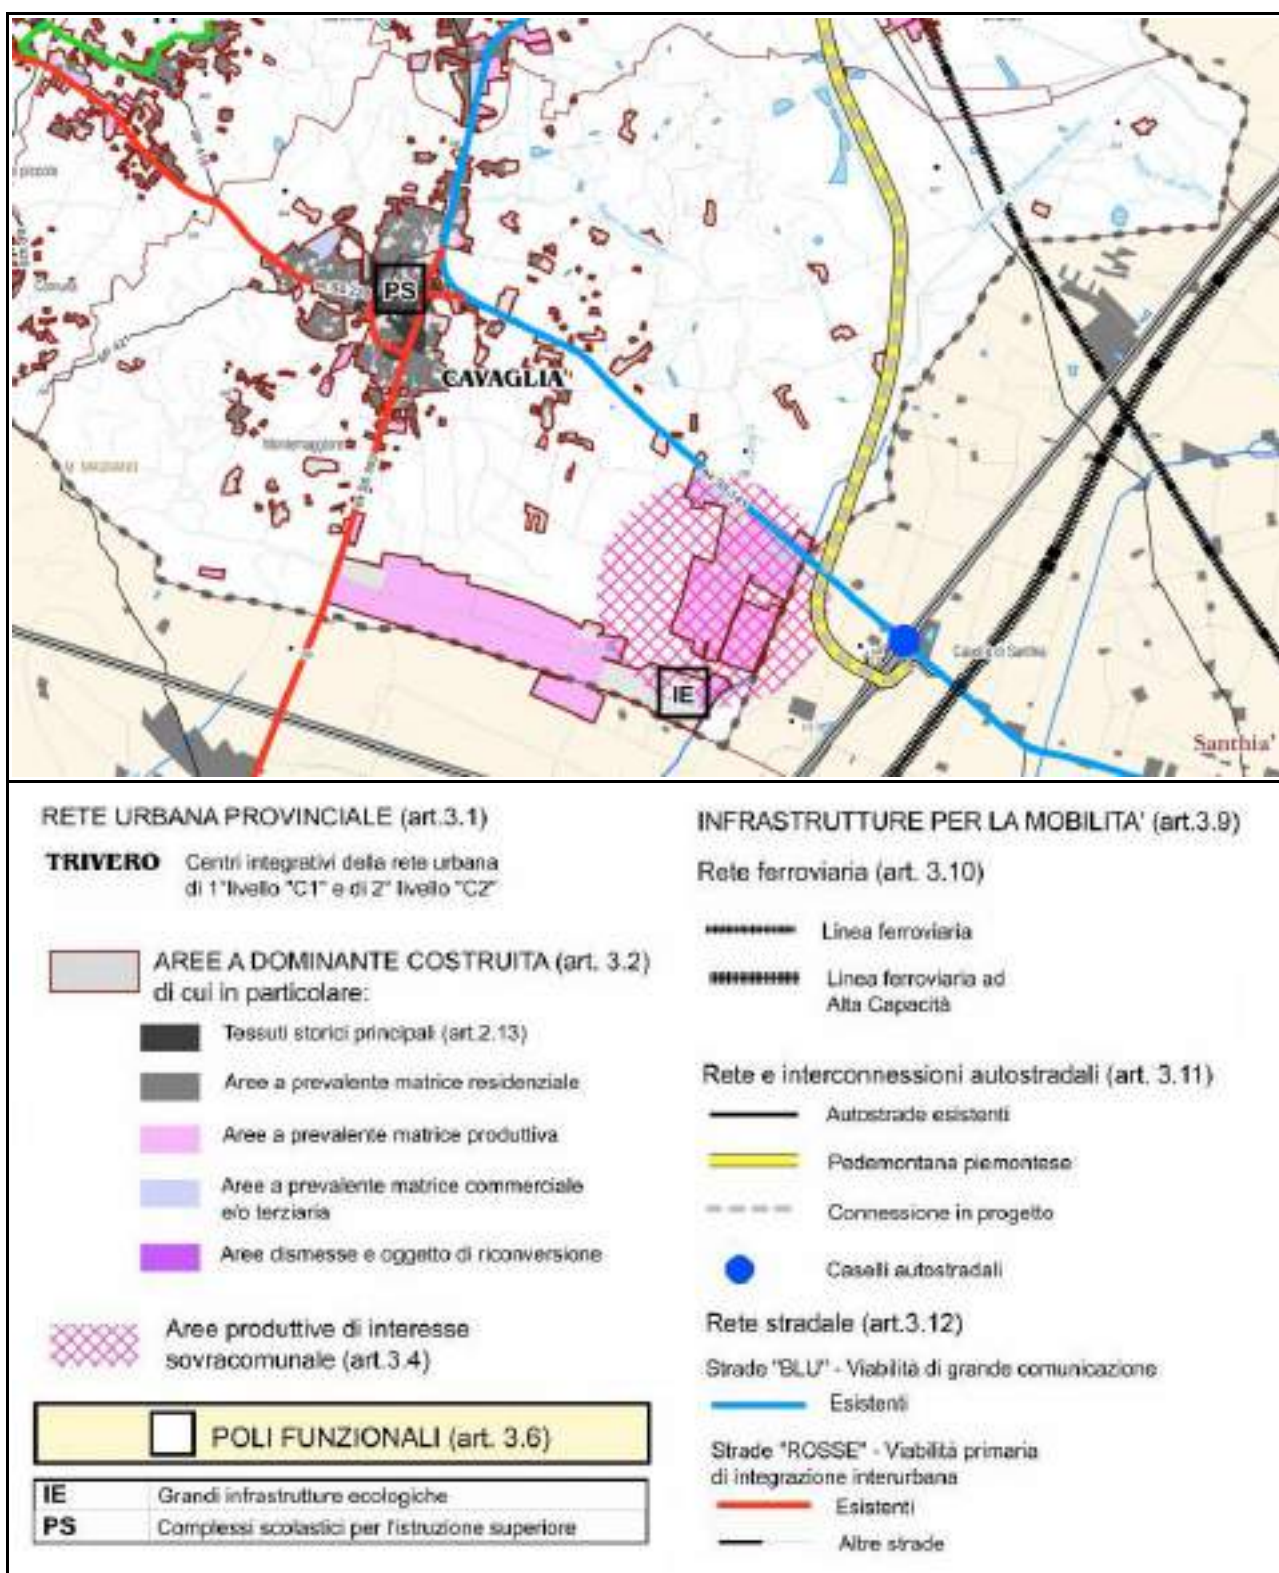 PS
CAVAGLIA'
Montemaggiore
IE
Santhia'
RETE URBANA PROVINCIALE (art.3.1)
TRIVERO
Centri integrativi della rete urbana
di 1°livello "C1" e di 2° livello "C2"
AREE A DOMINANTE COSTRUITA (art. 3.2)
di cui in particolare:
Tessuti storici principali (art.2.13)
Aree a prevalente matrice residenziale
Aree a prevalente matrice produttiva
Aree a prevalente matrice commerciale
e/o terziaria
Aree dismesse e oggetto di riconversione
Aree produttive di interesse
sovracomunale (art.3.4)
POLI FUNZIONALI (art. 3.6)
IE Grandi infrastrutture ecologiche
PS Complessi scolastici per l'istruzione superiore
INFRASTRUTTURE PER LA MOBILITA' (art.3.9)
Rete ferroviaria (art. 3.10)
Linea ferroviaria
Linea ferroviaria ad
Alta Capacità
Rete e interconnessioni autostradali (art. 3.11)
Autostrade esistenti
Pedemontana piemontese
Connessione in progetto
Caselli autostradali
Rete stradale (art.3.12)
Strade "BLU" - Viabilità di grande comunicazione
Esistenti
Strade "ROSSE" - Viabilità primaria
di integrazione interurbana
Esistenti
Altre strade